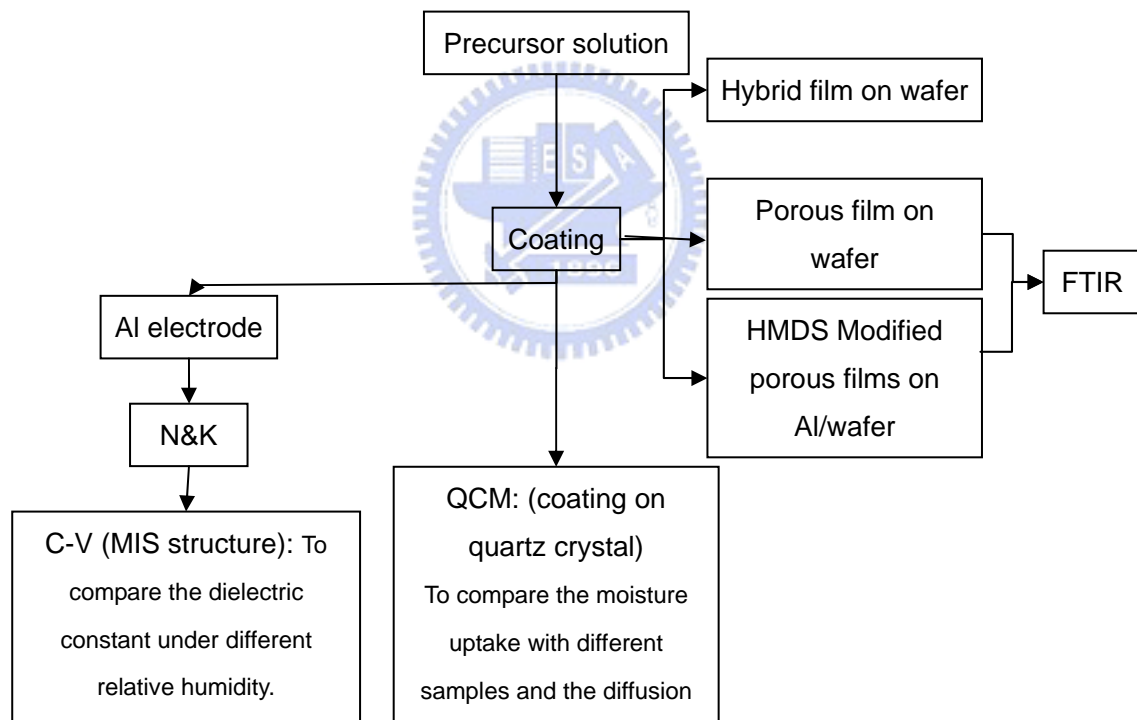 Precursor solution
Hybrid film on wafer
E S A
Coating
Porous film on
wafer
1896
FTIR
Al electrode
HMDS Modified
porous films on
Al/wafer
N&K
C-V (MIS structure): To
compare the dielectric
constant under different
relative humidity.
QCM: (coating on
quartz crystal)
To compare the moisture
uptake with different
samples and the diffusion